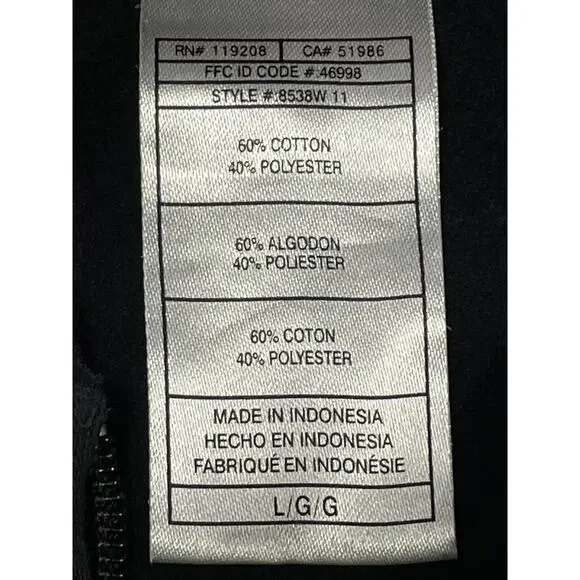 RN# 119208 CA# 51986
FFC ID CODE #:46998
STYLE #:8538W 11
60% COTTON
40% POLYESTER
60% ALGODON
40% POLIESTER
60% COTON
40% POLYESTER
MADE IN INDONESIA
HECHO EN INDONESIA
FABRIQUÉ EN INDONÉSIE
L/G/G